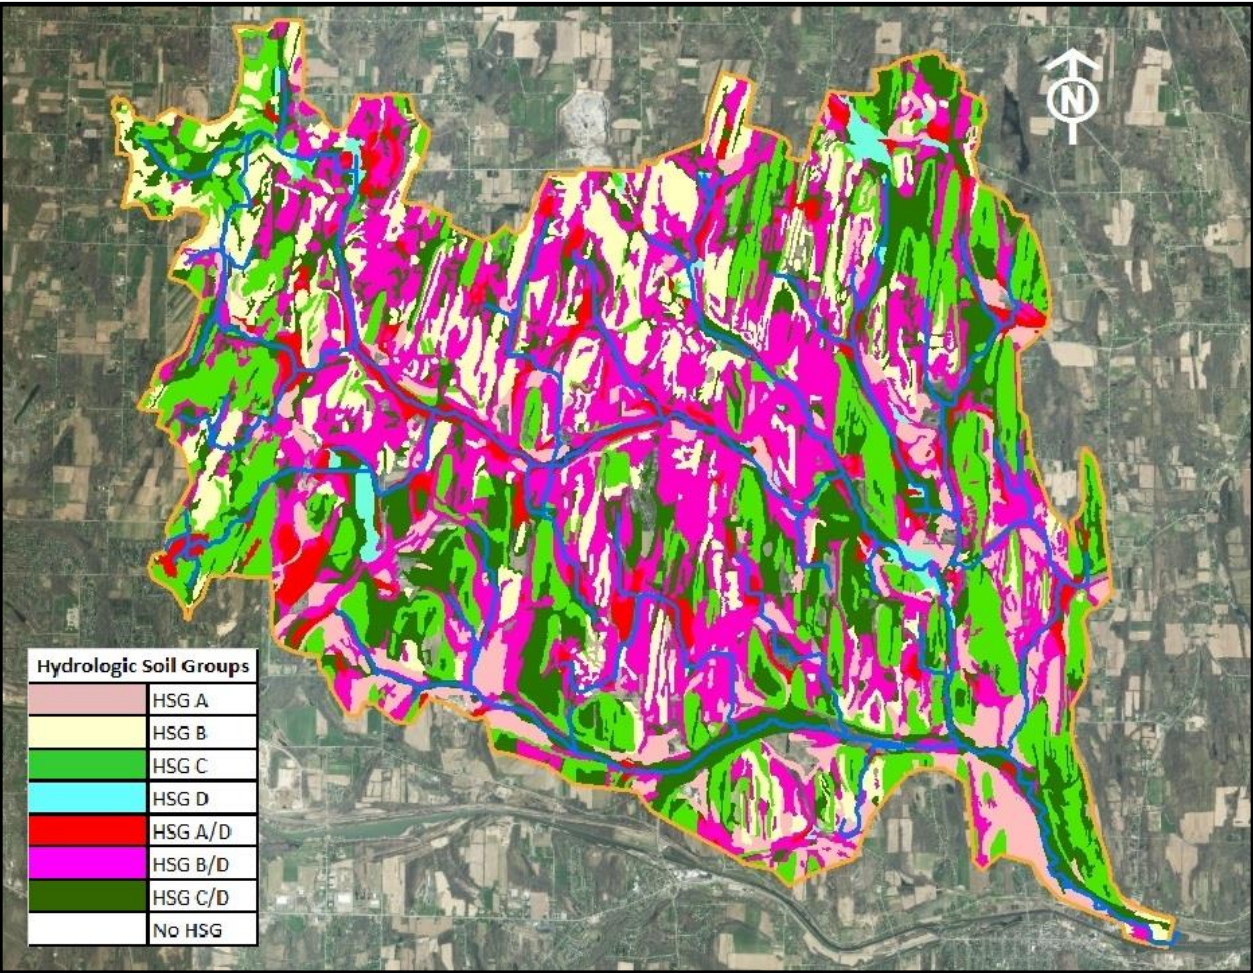 N
Hydrologic Soil Groups
HSG A
HSG B
HSG C
HSG D
HSG A/D
HSG B/D
HSG C/D
No HSG